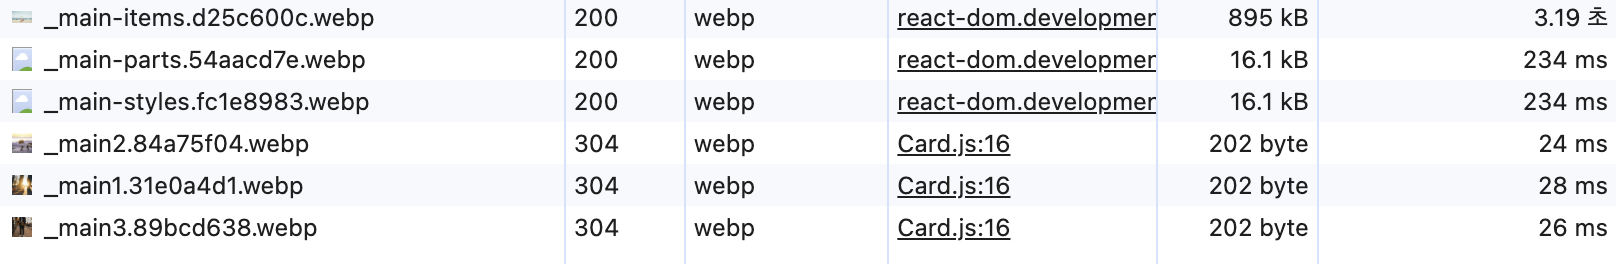 _main-items.d25c600c.webp 200 webp react-dom.developmen 895 kB 3.19 초
_main-parts.54aacd7e.webp 200 webp react-dom.developmen 16.1 kB 234 ms
_main-styles.fc1e8983.webp 200 webp react-dom.developmen 16.1 kB 234 ms
_main2.84a75f04.webp 304 webp Card.js:16 202 byte 24 ms
_main1.31e0a4d1.webp 304 webp Card.js:16 202 byte 28 ms
_main3.89bcd638.webp 304 webp Card.js:16 202 byte 26 ms